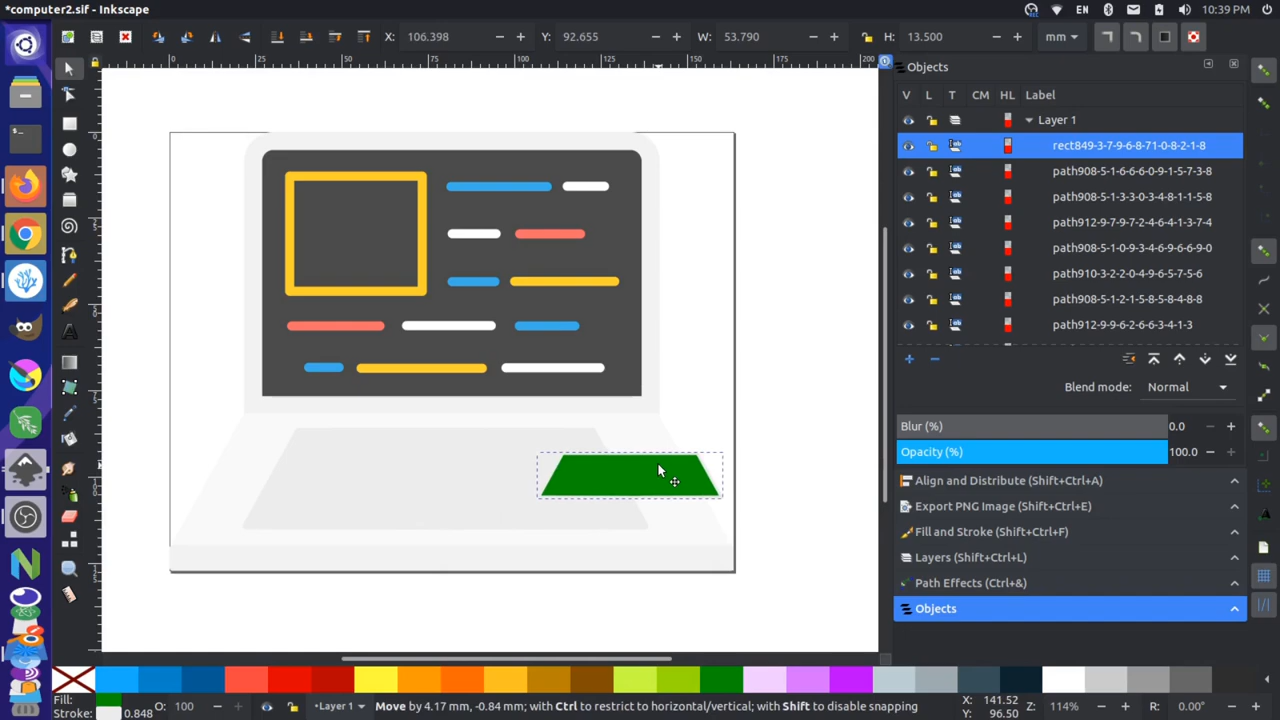 *computer2.sif - Inkscape
EN
10:39 PM
X: 106.398 − + Y: 92.655 − + W: 53.790 − + H: 13.500 − + mm
0 25 50 75 100 125 150 175 200
Objects
V L T CM HL Label
Layer 1
rect849-3-7-9-6-8-71-0-8-2-1-8
path908-5-1-6-6-6-0-9-1-5-7-3-8
path908-5-1-3-3-0-3-4-8-1-1-5-8
path912-9-7-9-7-2-4-6-4-1-3-7-4
path908-5-1-0-9-3-4-6-9-6-6-9-0
path910-3-2-2-0-4-9-6-5-7-5-6
path908-5-1-2-1-5-8-5-8-4-8-8
path912-9-9-6-2-6-6-3-4-1-3
Blend mode: Normal
Blur (%) 0.0 − +
Opacity (%) 100.0 − +
Align and Distribute (Shift+Ctrl+A)
Export PNG Image (Shift+Ctrl+E)
Fill and Stroke (Shift+Ctrl+F)
Layers (Shift+Ctrl+L)
Path Effects (Ctrl+&)
Objects
Fill:
Stroke: 0.848
O: 100 − +
•Layer 1
Move by 4.17 mm, -0.84 mm; with Ctrl to restrict to horizontal/vertical; with Shift to disable snapping
X: 141.52
Y: 96.50
Z: 114% − + R: 0.00° − +